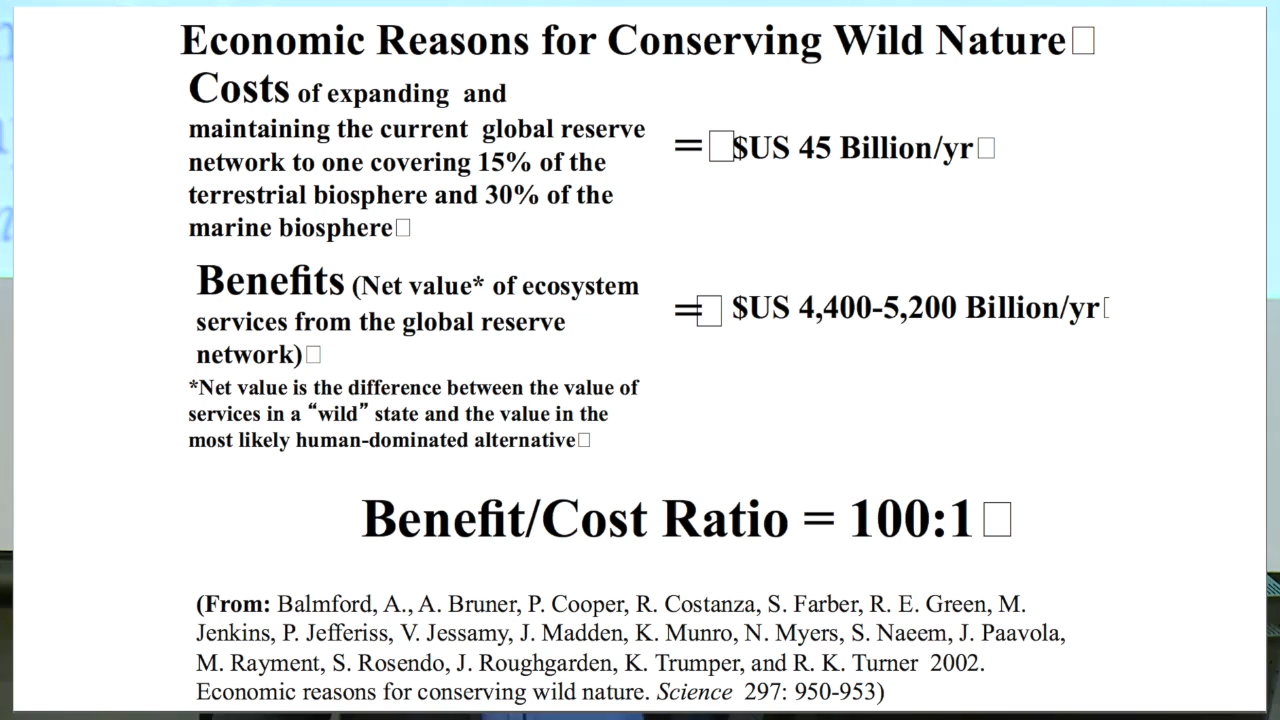 Economic Reasons for Conserving Wild Nature
Costs of expanding and
maintaining the current global reserve
network to one covering 15% of the
terrestrial biosphere and 30% of the
marine biosphere
= $US 45 Billion/yr
Benefits (Net value* of ecosystem
services from the global reserve
network)
= $US 4,400-5,200 Billion/yr
*Net value is the difference between the value of
services in a “wild” state and the value in the
most likely human-dominated alternative
Benefit/Cost Ratio = 100:1
(From: Balmford, A., A. Bruner, P. Cooper, R. Costanza, S. Farber, R. E. Green, M.
Jenkins, P. Jefferiss, V. Jessamy, J. Madden, K. Munro, N. Myers, S. Naeem, J. Paavola,
M. Rayment, S. Rosendo, J. Roughgarden, K. Trumper, and R. K. Turner 2002.
Economic reasons for conserving wild nature. Science 297: 950-953)